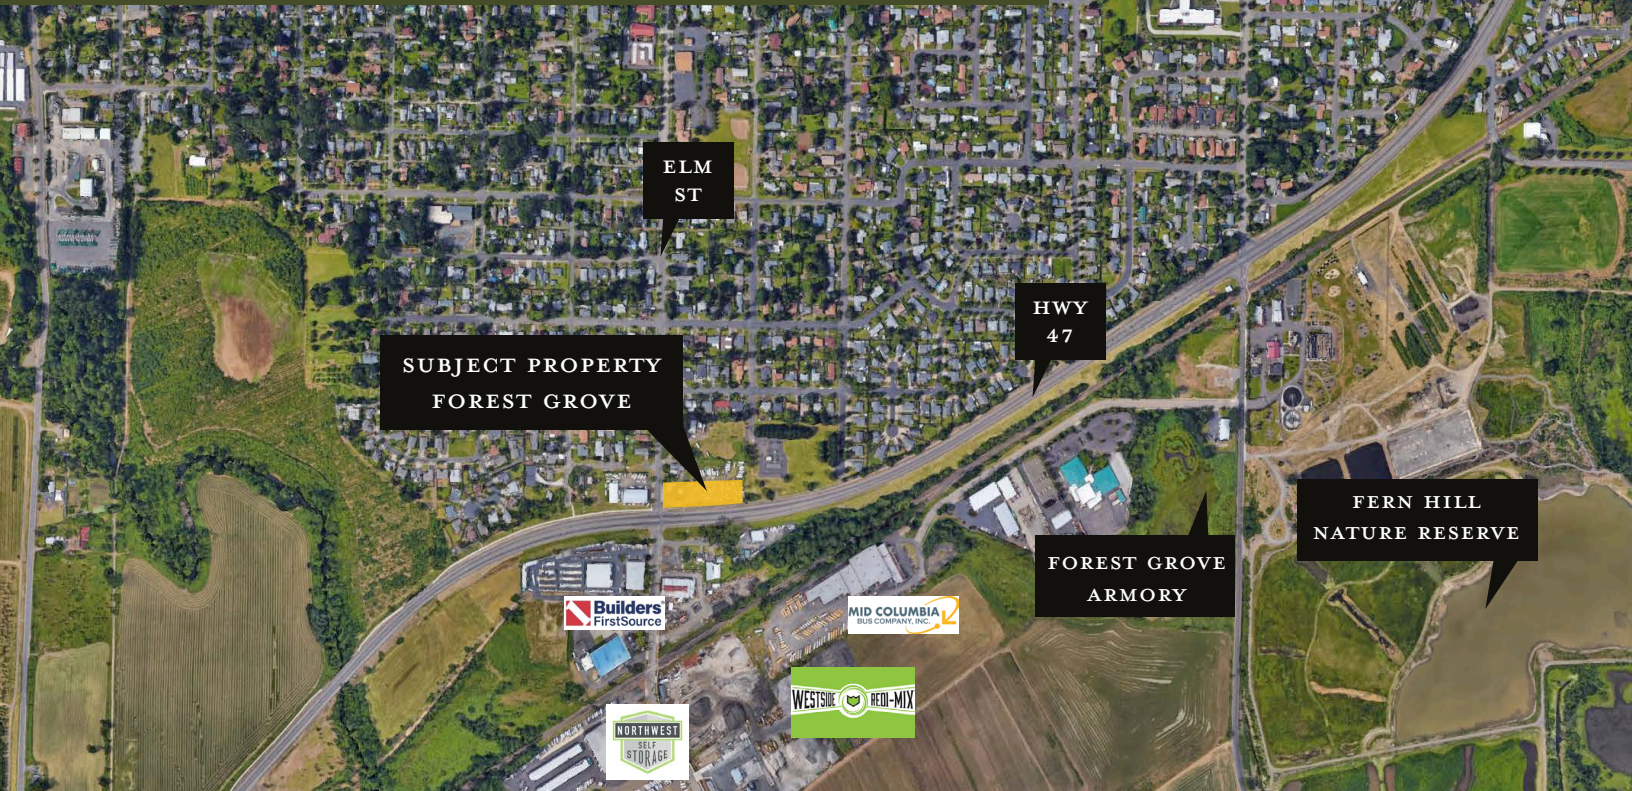 ELM
ST
HWY
47
SUBJECT PROPERTY
FOREST GROVE
FERN HILL
NATURE RESERVE
FOREST GROVE
ARMORY
Builders
FirstSource
MID COLUMBIA
BUS COMPANY, INC.
WESTSIDE REDI-MIX
NORTHWEST
SELF
STORAGE